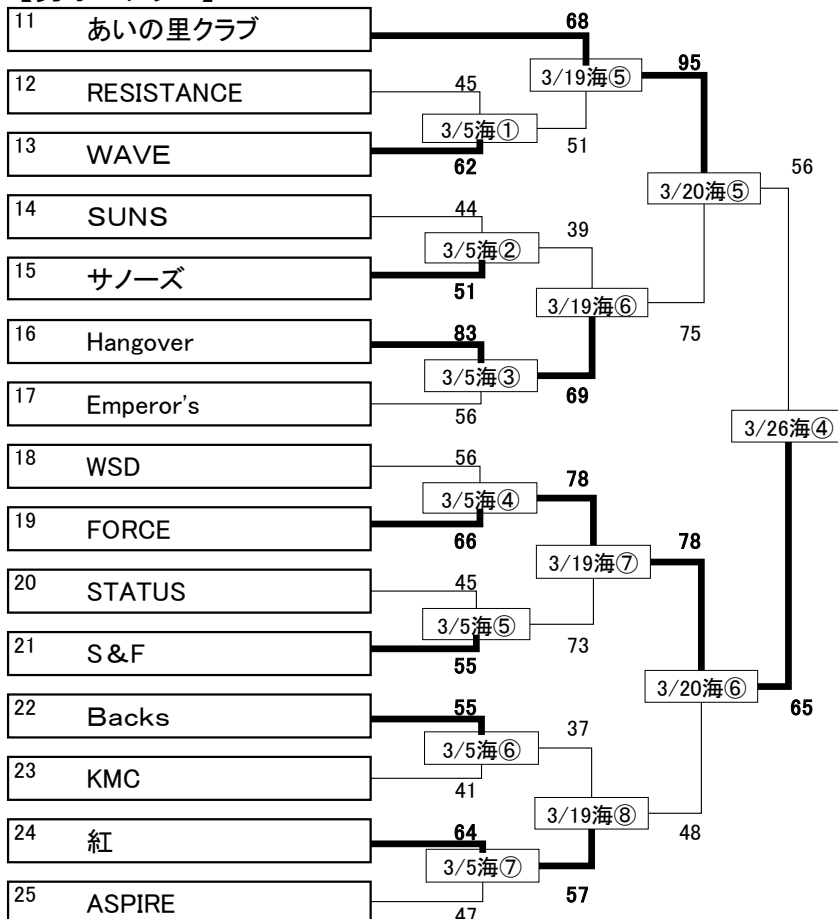 11 あいの里クラブ
68
95
3/19海⑤
12 RESISTANCE
45
3/5海①
51
13 WAVE
62
56
3/20海⑤
14 SUNS
44
39
3/5海②
15 サノーズ
51
3/19海⑥
75
16 Hangover
83
3/5海③
69
17 Emperor's
56
3/26海④
18 WSD
56
78
3/5海④
19 FORCE
66
78
3/19海⑦
20 STATUS
45
3/5海⑤
73
21 S&F
55
3/20海⑥
65
22 Backs
55
37
3/5海⑥
23 KMC
41
3/19海⑧
48
24 紅
64
3/5海⑦
57
25 ASPIRE
47